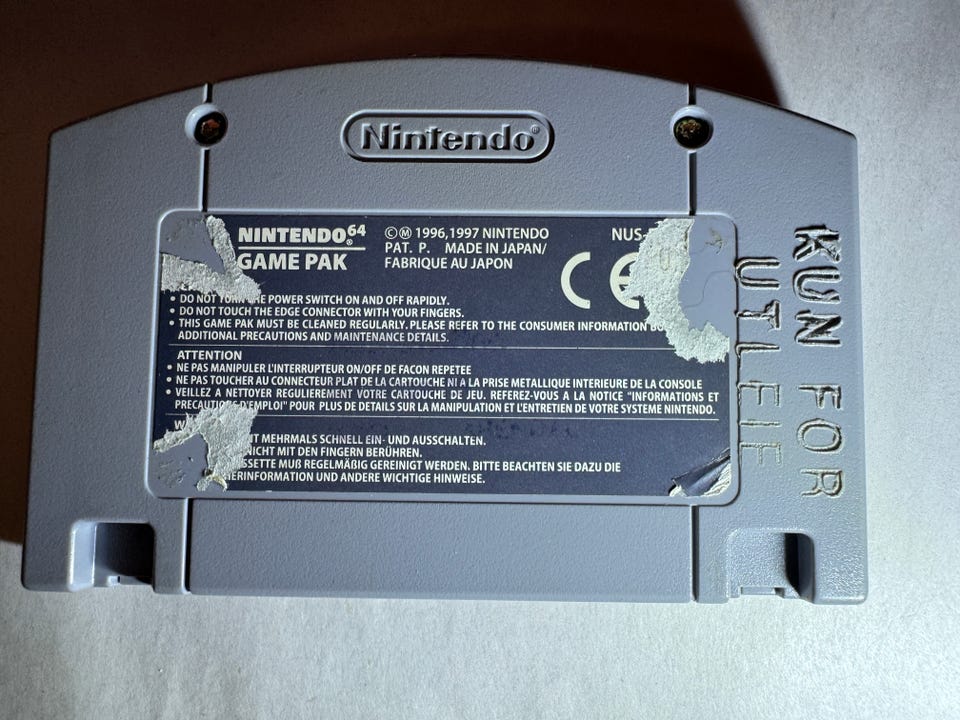 Nintendo®
NINTENDO 64®
GAME PAK
© Ⓜ 1996,1997 NINTENDO
PAT. P. MADE IN JAPAN/
FABRIQUE AU JAPON
NUS-
CE
• DO NOT TURN THE POWER SWITCH ON AND OFF RAPIDLY.
• DO NOT TOUCH THE EDGE CONNECTOR WITH YOUR FINGERS.
• THIS GAME PAK MUST BE CLEANED REGULARLY. PLEASE REFER TO THE CONSUMER INFORMATION
ADDITIONAL PRECAUTIONS AND MAINTENANCE DETAILS.
ATTENTION
• NE PAS MANIPULER L'INTERRUPTEUR ON/OFF DE FACON REPETEE
• NE PAS TOUCHER AU CONNECTEUR PLAT DE LA CARTOUCHE NI A LA PRISE METALLIQUE INTERIEURE DE LA CONSOLE
• VEILLEZ A NETTOYER REGULIEREMENT VOTRE CARTOUCHE DE JEU. REFEREZ-VOUS A LA NOTICE "INFORMATIONS ET
PRECAUTIONS D'EMPLOI" POUR PLUS DE DETAILS SUR LA MANIPULATION ET L'ENTRETIEN DE VOTRE SYSTEME NINTENDO.
MEHRMALS SCHNELL EIN- UND AUSSCHALTEN.
NICHT MIT DEN FINGERN BERÜHREN.
MUß REGELMÄßIG GEREINIGT WERDEN. BITTE BEACHTEN SIE DAZU DIE
UND ANDERE WICHTIGE HINWEISE.
KUN FOR
UTLEIE